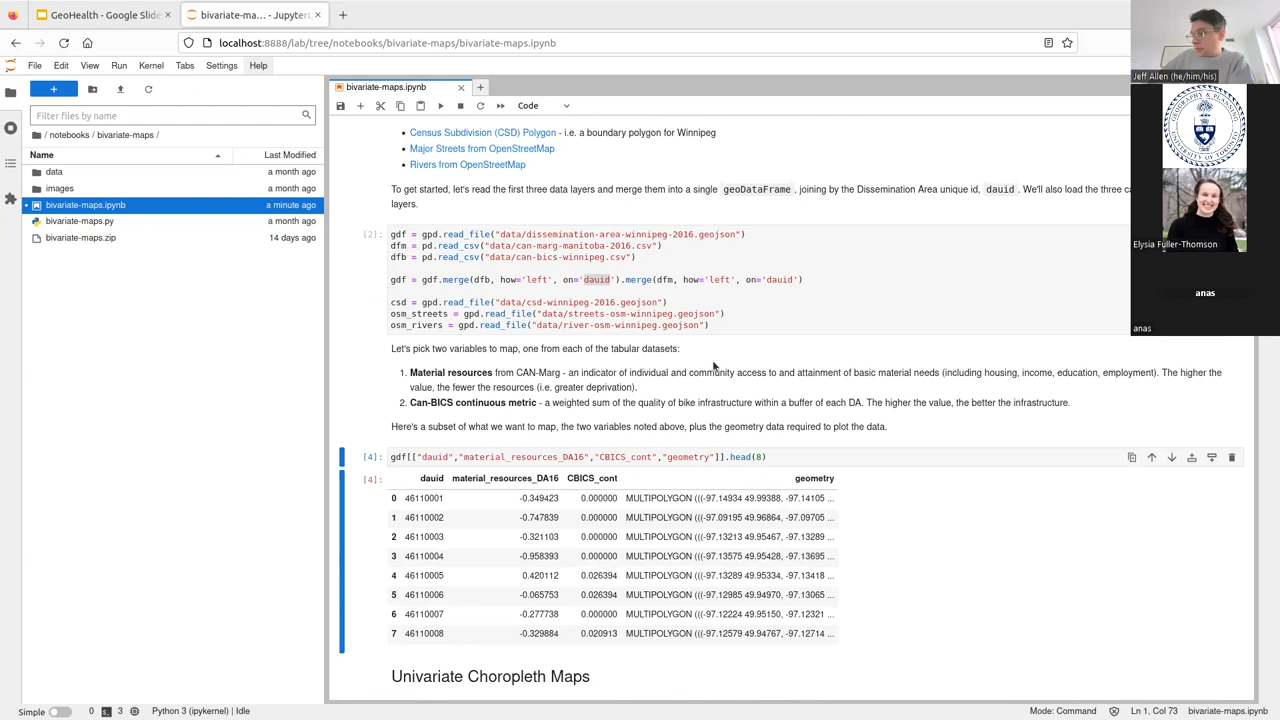 GeoHealth - Google Slide
bivariate-ma... - JupyterL
localhost:8888/lab/tree/notebooks/bivariate-maps/bivariate-maps.ipynb
File Edit View Run Kernel Tabs Settings Help
Filter files by name
/ notebooks / bivariate-maps /
Name Last Modified
data a month ago
images a month ago
bivariate-maps.ipynb a minute ago
bivariate-maps.py a month ago
bivariate-maps.zip 14 days ago
bivariate-maps.ipynb
Code
Census Subdivision (CSD) Polygon - i.e. a boundary polygon for Winnipeg
Major Streets from OpenStreetMap
Rivers from OpenStreetMap
To get started, let's read the first three data layers and merge them into a single geoDataFrame, joining by the Dissemination Area unique id, dauid. We'll also load the three ca
layers.
[2]:
gdf = gpd.read_file("data/dissemination-area-winnipeg-2016.geojson")
dfm = pd.read_csv("data/can-marg-manitoba-2016.csv")
dfb = pd.read_csv("data/can-bics-winnipeg.csv")
gdf = gdf.merge(dfb, how='left', on='dauid').merge(dfm, how='left', on='dauid')
csd = gpd.read_file("data/csd-winnipeg-2016.geojson")
osm_streets = gpd.read_file("data/streets-osm-winnipeg.geojson")
osm_rivers = gpd.read_file("data/river-osm-winnipeg.geojson")
Let's pick two variables to map, one from each of the tabular datasets:
1. Material resources from CAN-Marg - an indicator of individual and community access to and attainment of basic material needs (including housing, income, education, employment). The higher the
value, the fewer the resources (i.e. greater deprivation).
2. Can-BICS continuous metric - a weighted sum of the quality of bike infrastructure within a buffer of each DA. The higher the value, the better the infrastructure.
Here's a subset of what we want to map, the two variables noted above, plus the geometry data required to plot the data.
[4]: gdf[["dauid","material_resources_DA16","CBICS_cont","geometry"]].head(8)
[4]: dauid material_resources_DA16 CBICS_cont geometry
0 46110001 -0.349423 0.000000 MULTIPOLYGON (((-97.14934 49.99388, -97.14105 ...
1 46110002 -0.747839 0.000000 MULTIPOLYGON (((-97.09195 49.96864, -97.09705 ...
2 46110003 -0.321103 0.000000 MULTIPOLYGON (((-97.13213 49.95467, -97.13289 ...
3 46110004 -0.958393 0.000000 MULTIPOLYGON (((-97.13575 49.95428, -97.13695 ...
4 46110005 0.420112 0.026394 MULTIPOLYGON (((-97.13289 49.95334, -97.13418 ...
5 46110006 -0.065753 0.026394 MULTIPOLYGON (((-97.12985 49.94970, -97.13065 ...
6 46110007 -0.277738 0.000000 MULTIPOLYGON (((-97.12224 49.95150, -97.12321 ...
7 46110008 -0.329884 0.020913 MULTIPOLYGON (((-97.12579 49.94767, -97.12714 ...
Univariate Choropleth Maps
Simple 0 3 Python 3 (ipykernel) | Idle Mode: Command Ln 1, Col 73 bivariate-maps.ipynb
Jeff Allen (he/him/his)
Elysia Fuller-Thomson
anas
anas